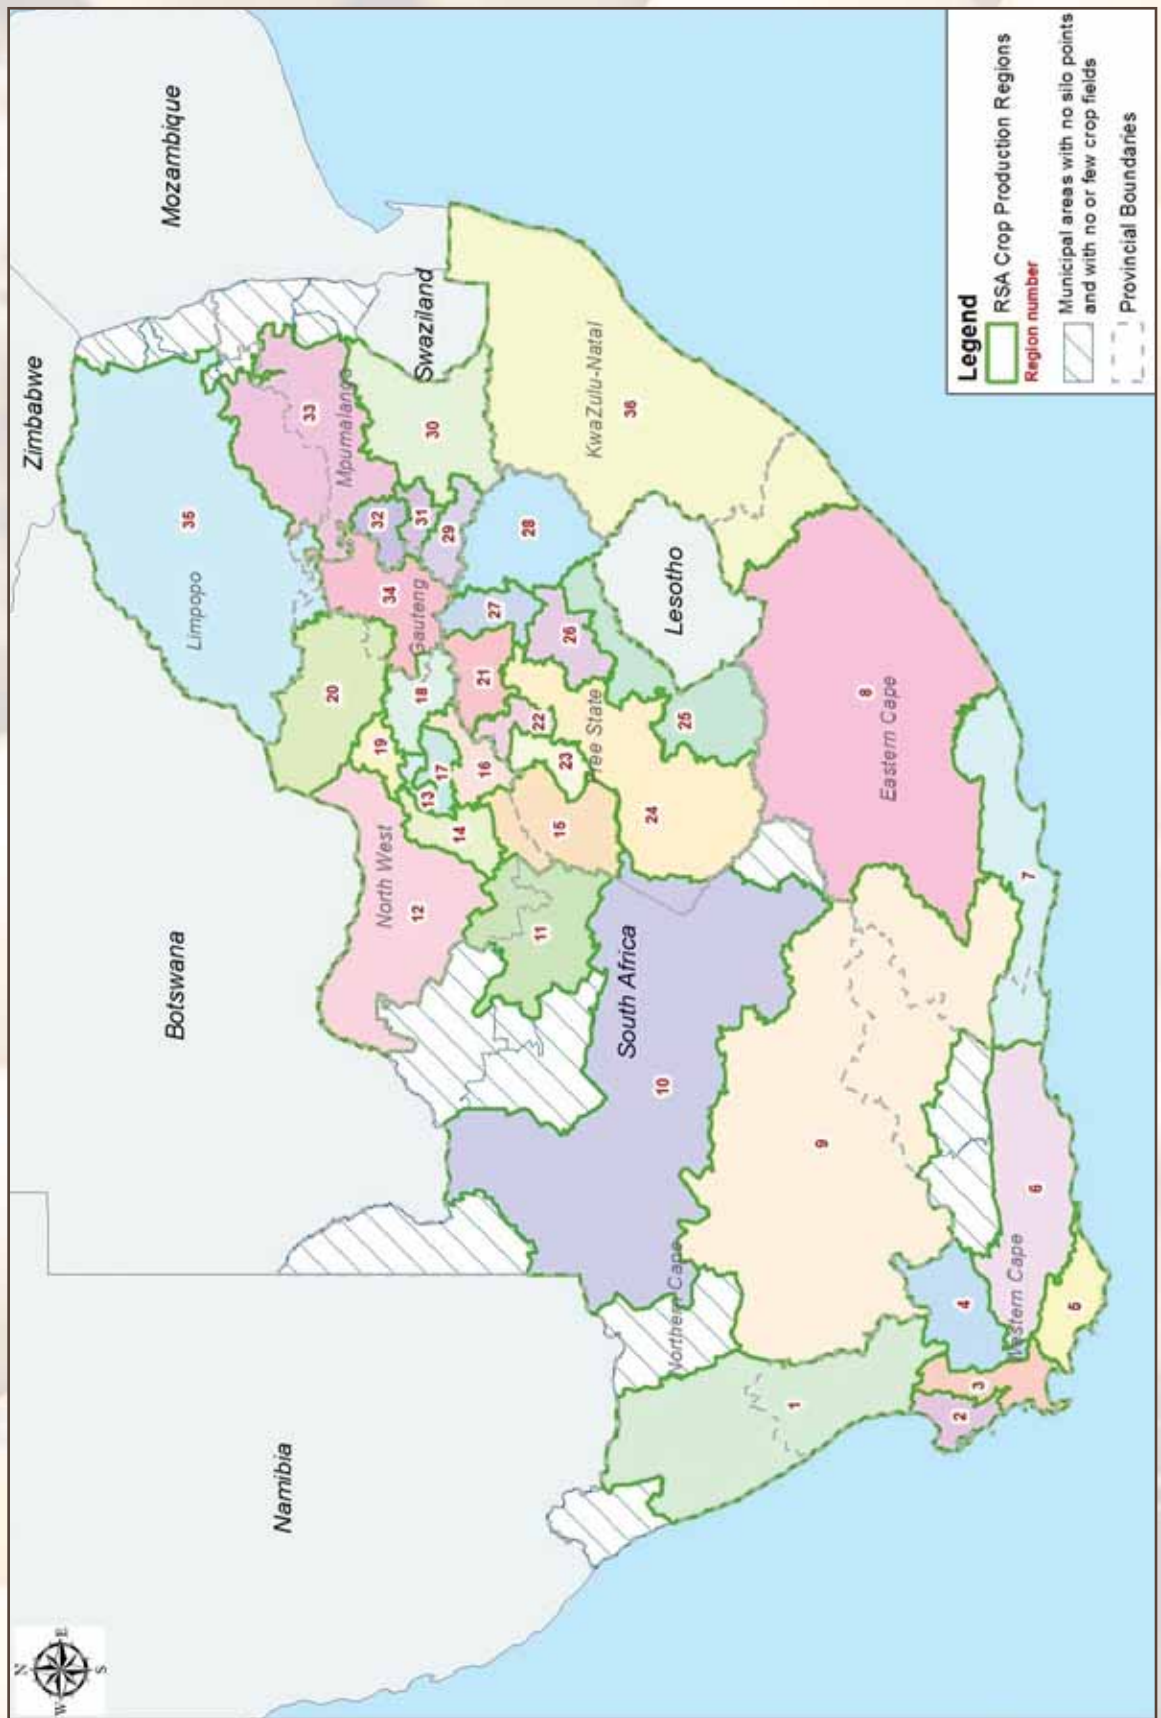 N
W
E
S
Zimbabwe
Mozambique
Botswana
Namibia
Swaziland
Lesotho
South Africa
Limpopo
Mpumalanga
Gauteng
North West
KwaZulu-Natal
Free State
Eastern Cape
Northern Cape
Western Cape
1
2
3
4
5
6
7
8
9
10
11
12
13
14
15
16
17
18
19
20
21
22
23
24
25
26
27
28
29
30
31
32
33
34
35
36
Legend
RSA Crop Production Regions
Region number
Municipal areas with no silo points
and with no or few crop fields
Provincial Boundaries